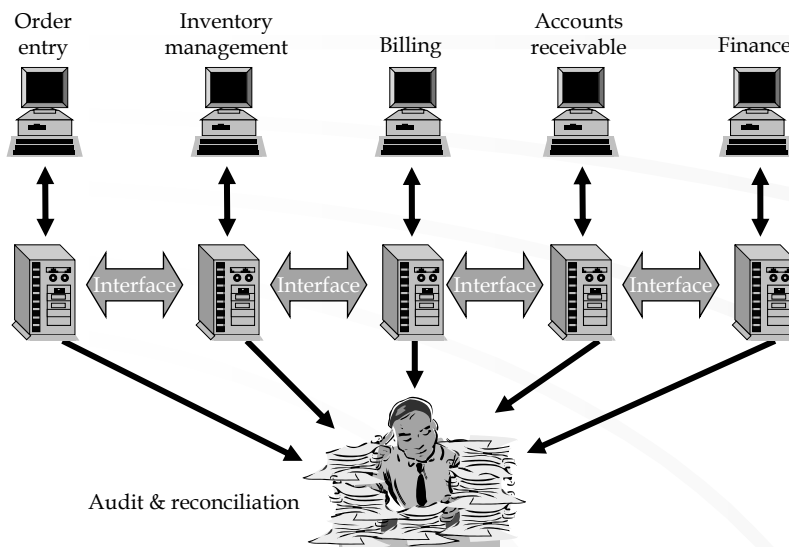 Order
entry
Inventory
management
Billing
Accounts
receivable
Finance
Interface
Interface
Interface
Interface
Audit & reconciliation